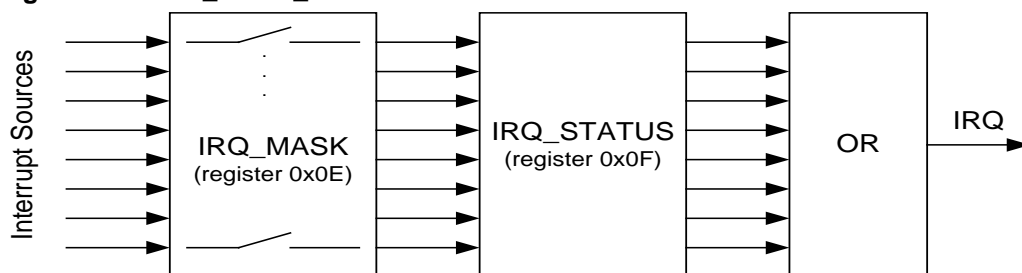 Interrupt Sources
IRQ_MASK
(register 0x0E)
IRQ_STATUS
(register 0x0F)
OR
IRQ